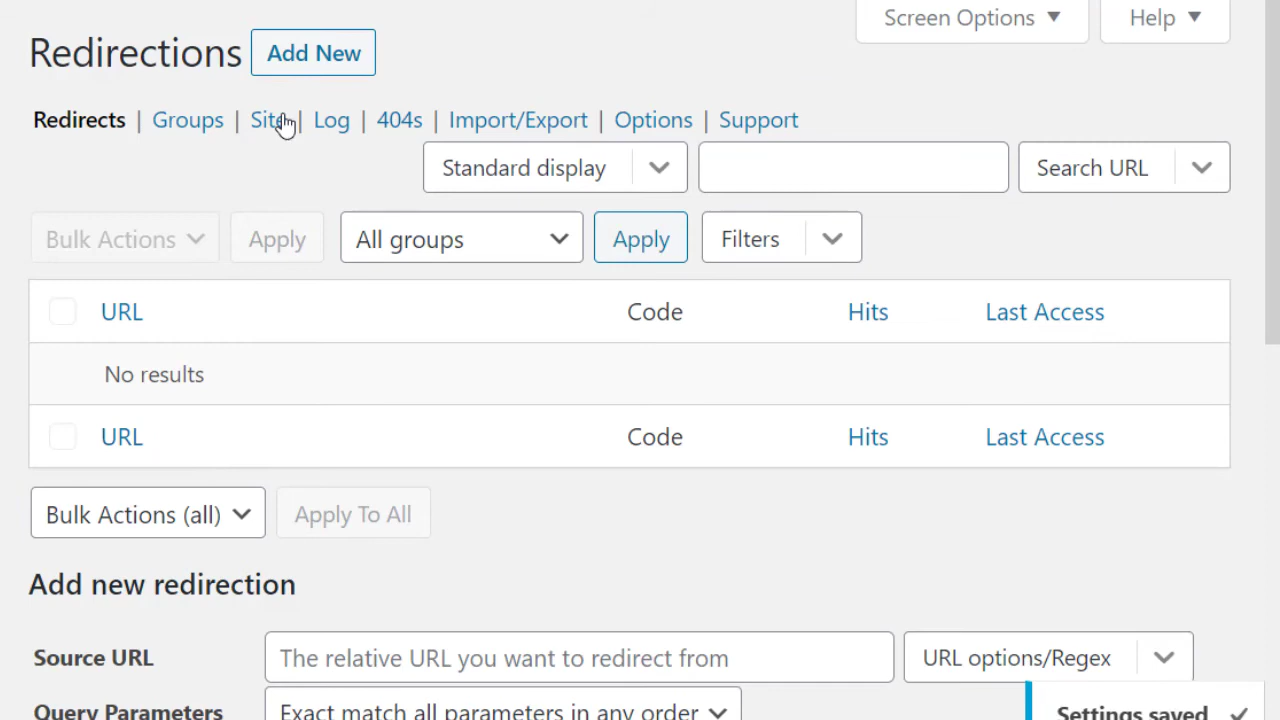 Screen Options Help
Redirections Add New
Redirects | Groups | Site | Log | 404s | Import/Export | Options | Support
Standard display Search URL
Bulk Actions Apply All groups Apply Filters
URL Code Hits Last Access
No results
URL Code Hits Last Access
Bulk Actions (all) Apply To All
Add new redirection
Source URL The relative URL you want to redirect from URL options/Regex
Query Parameters Exact match all parameters in any order Settings saved